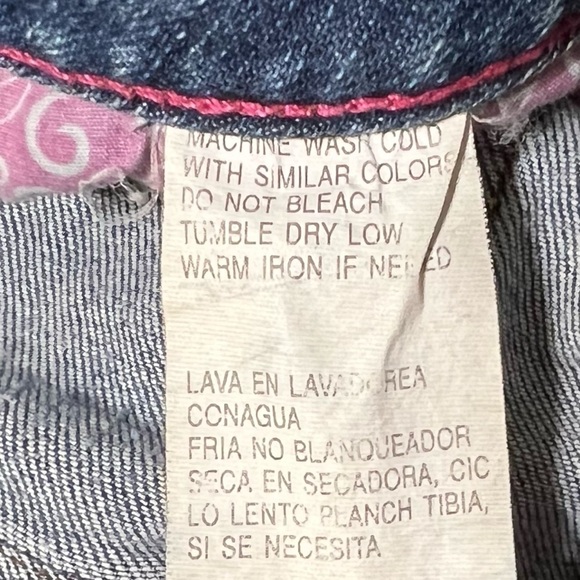 G
MACHINE WASH COLD
WITH SIMILAR COLORS
DO NOT BLEACH
TUMBLE DRY LOW
WARM IRON IF NEEDED
LAVA EN LAVADOREA
CONAGUA
FRIA NO BLANQUEADOR
SECA EN SECADORA, CIC
LO LENTO PLANCH TIBIA,
SI SE NECESITA